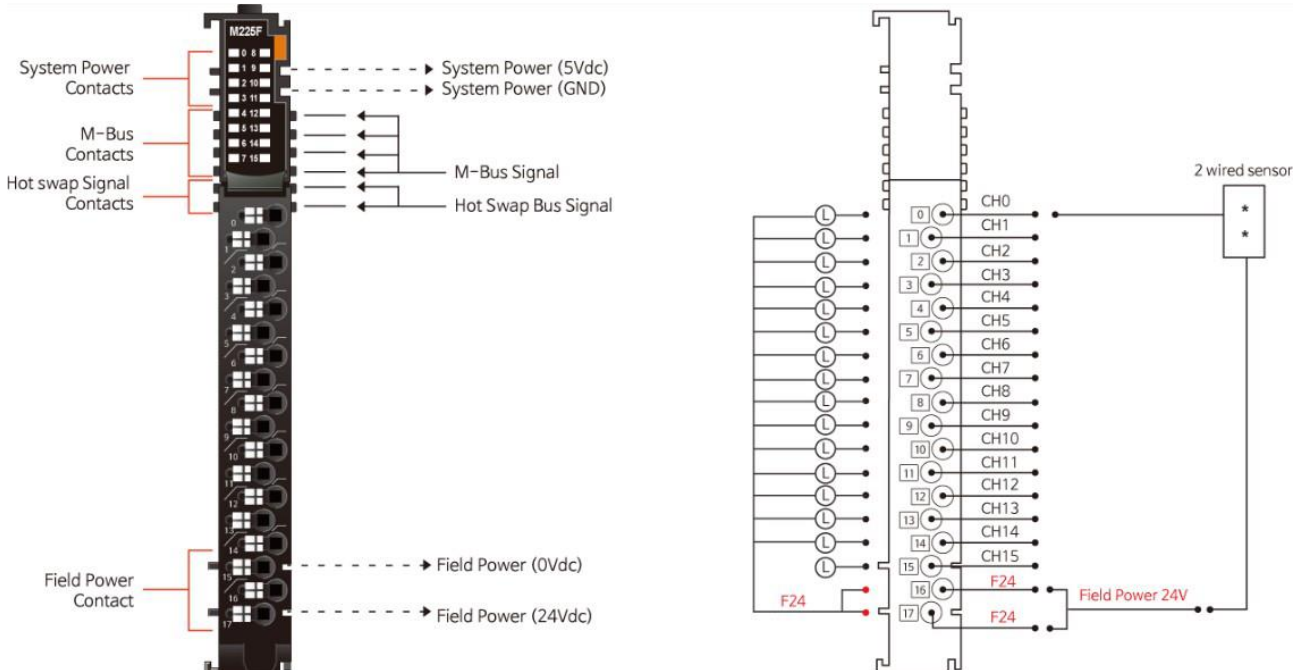 M225F
0 8
1 9
2 10
3 11
4 12
5 13
6 14
7 15
System Power
Contacts
M-Bus
Contacts
Hot swap Signal
Contacts
Field Power
Contact
System Power (5Vdc)
System Power (GND)
M-Bus Signal
Hot Swap Bus Signal
0
1
2
3
4
5
6
7
8
9
10
11
12
13
14
15
16
17
Field Power (0Vdc)
Field Power (24Vdc)
2 wired sensor
*
*
L 0 CH0
L 1 CH1
L 2 CH2
L 3 CH3
L 4 CH4
L 5 CH5
L 6 CH6
L 7 CH7
L 8 CH8
L 9 CH9
L 10 CH10
L 11 CH11
L 12 CH12
L 13 CH13
L 14 CH14
L 15 CH15
F24 16 F24 Field Power 24V
17 F24